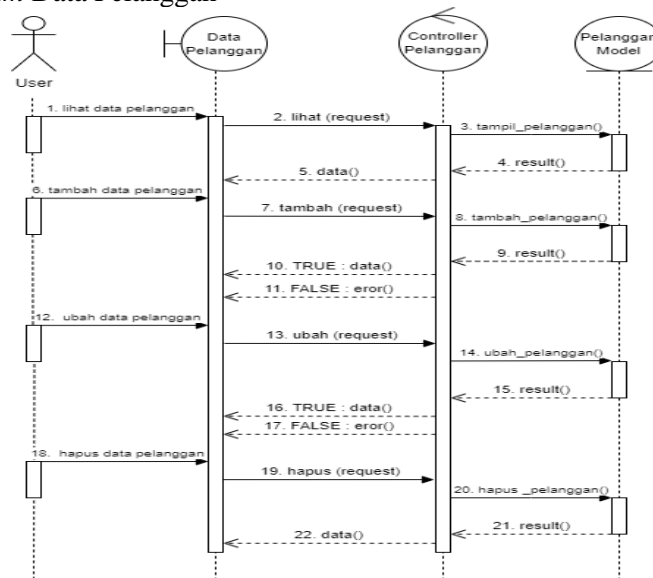 Data Pelanggan
User
Data
Pelanggan
Controller
Pelanggan
Pelanggan
Model
1. lihat data pelanggan
2. lihat (request)
3. tampil_pelanggan()
4. result()
5. data()
6. tambah data pelanggan
7. tambah (request)
8. tambah_pelanggan()
9. result()
10. TRUE : data()
11. FALSE : eror()
12. ubah data pelanggan
13. ubah (request)
14. ubah_pelanggan()
15. result()
16. TRUE : data()
17. FALSE : eror()
18. hapus data pelanggan
19. hapus (request)
20. hapus _pelanggan()
21. result()
22. data()